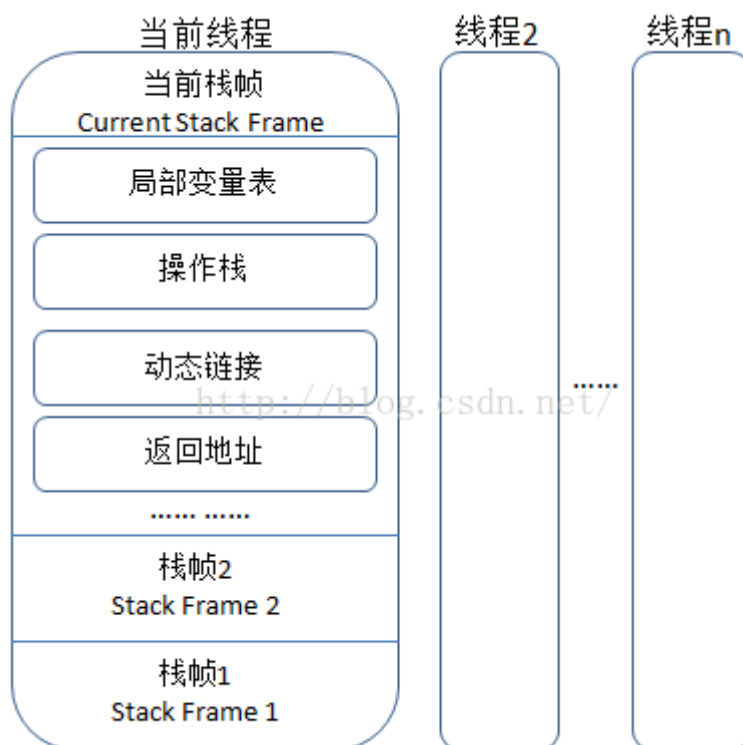 当前线程
线程2
线程n
当前栈帧
Current Stack Frame
局部变量表
操作栈
动态链接
http://blog.csdn.net/
……
返回地址
…… ……
栈帧2
Stack Frame 2
栈帧1
Stack Frame 1